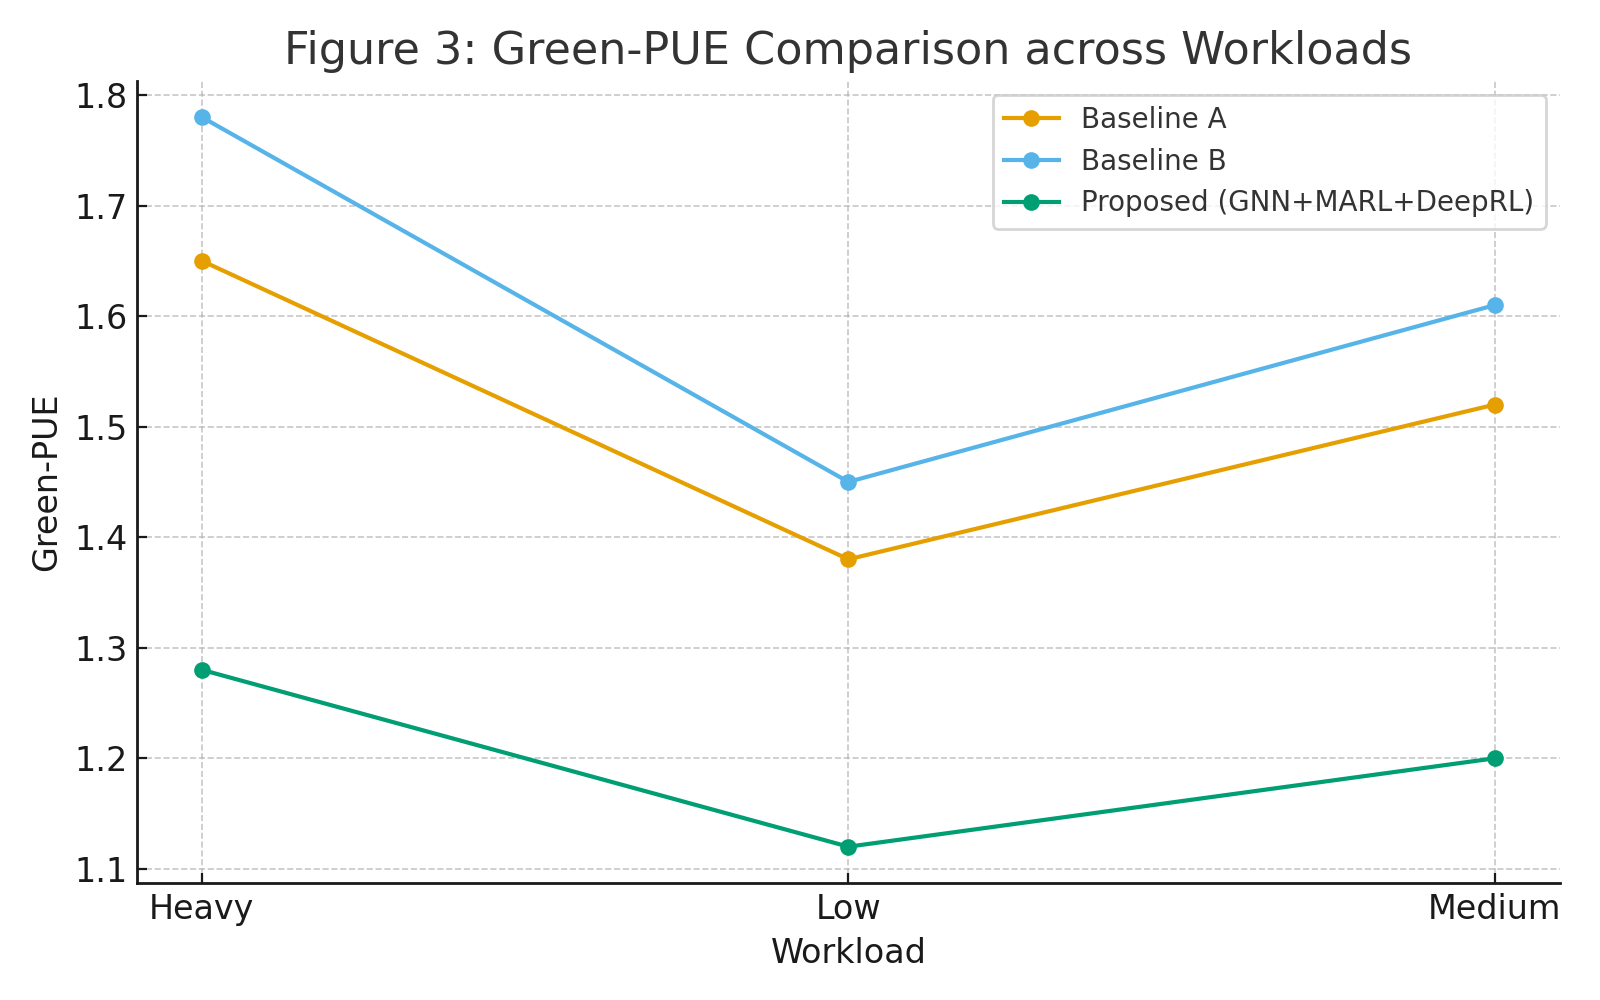 Figure 3: Green-PUE Comparison across Workloads
1.8
1.7
1.6
1.5
1.4
1.3
1.2
1.1
Green-PUE
Baseline A
Baseline B
Proposed (GNN+MARL+DeepRL)
Heavy Low Medium
Workload